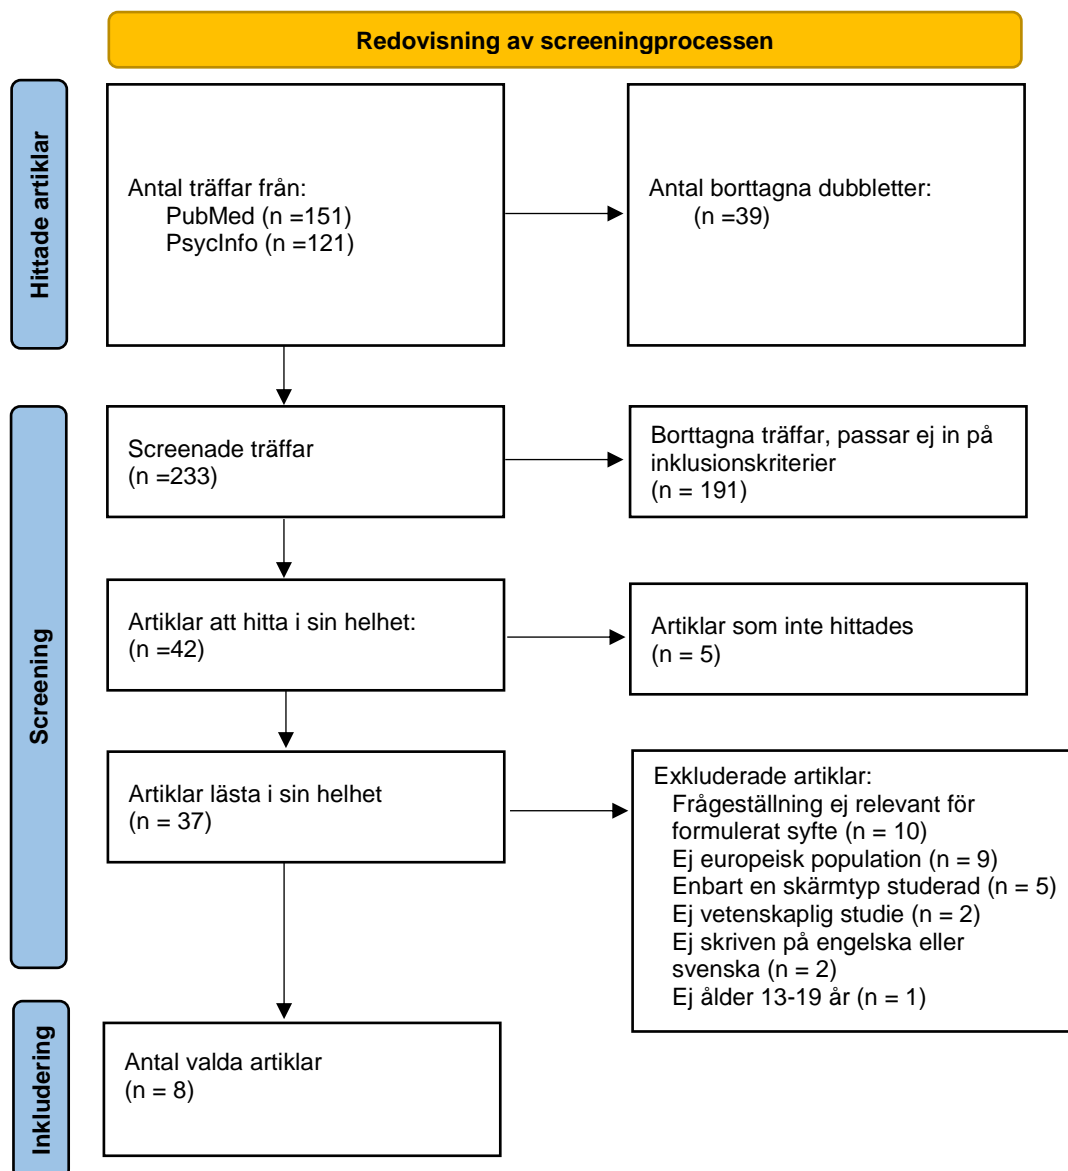 Redovisning av screeningprocessen
Hittade artiklar
Antal träffar från:
PubMed (n =151)
PsycInfo (n =121)
Antal borttagna dubbletter:
(n =39)
Screening
Screenade träffar
(n =233)
Borttagna träffar, passar ej in på
inklusionskriterier
(n = 191)
Artiklar att hitta i sin helhet:
(n =42)
Artiklar som inte hittades
(n = 5)
Artiklar lästa i sin helhet
(n = 37)
Exkluderade artiklar:
Frågeställning ej relevant för
formulerat syfte (n = 10)
Ej europeisk population (n = 9)
Enbart en skärmtyp studerad (n = 5)
Ej vetenskaplig studie (n = 2)
Ej skriven på engelska eller
svenska (n = 2)
Ej ålder 13-19 år (n = 1)
Inkludering
Antal valda artiklar
(n = 8)